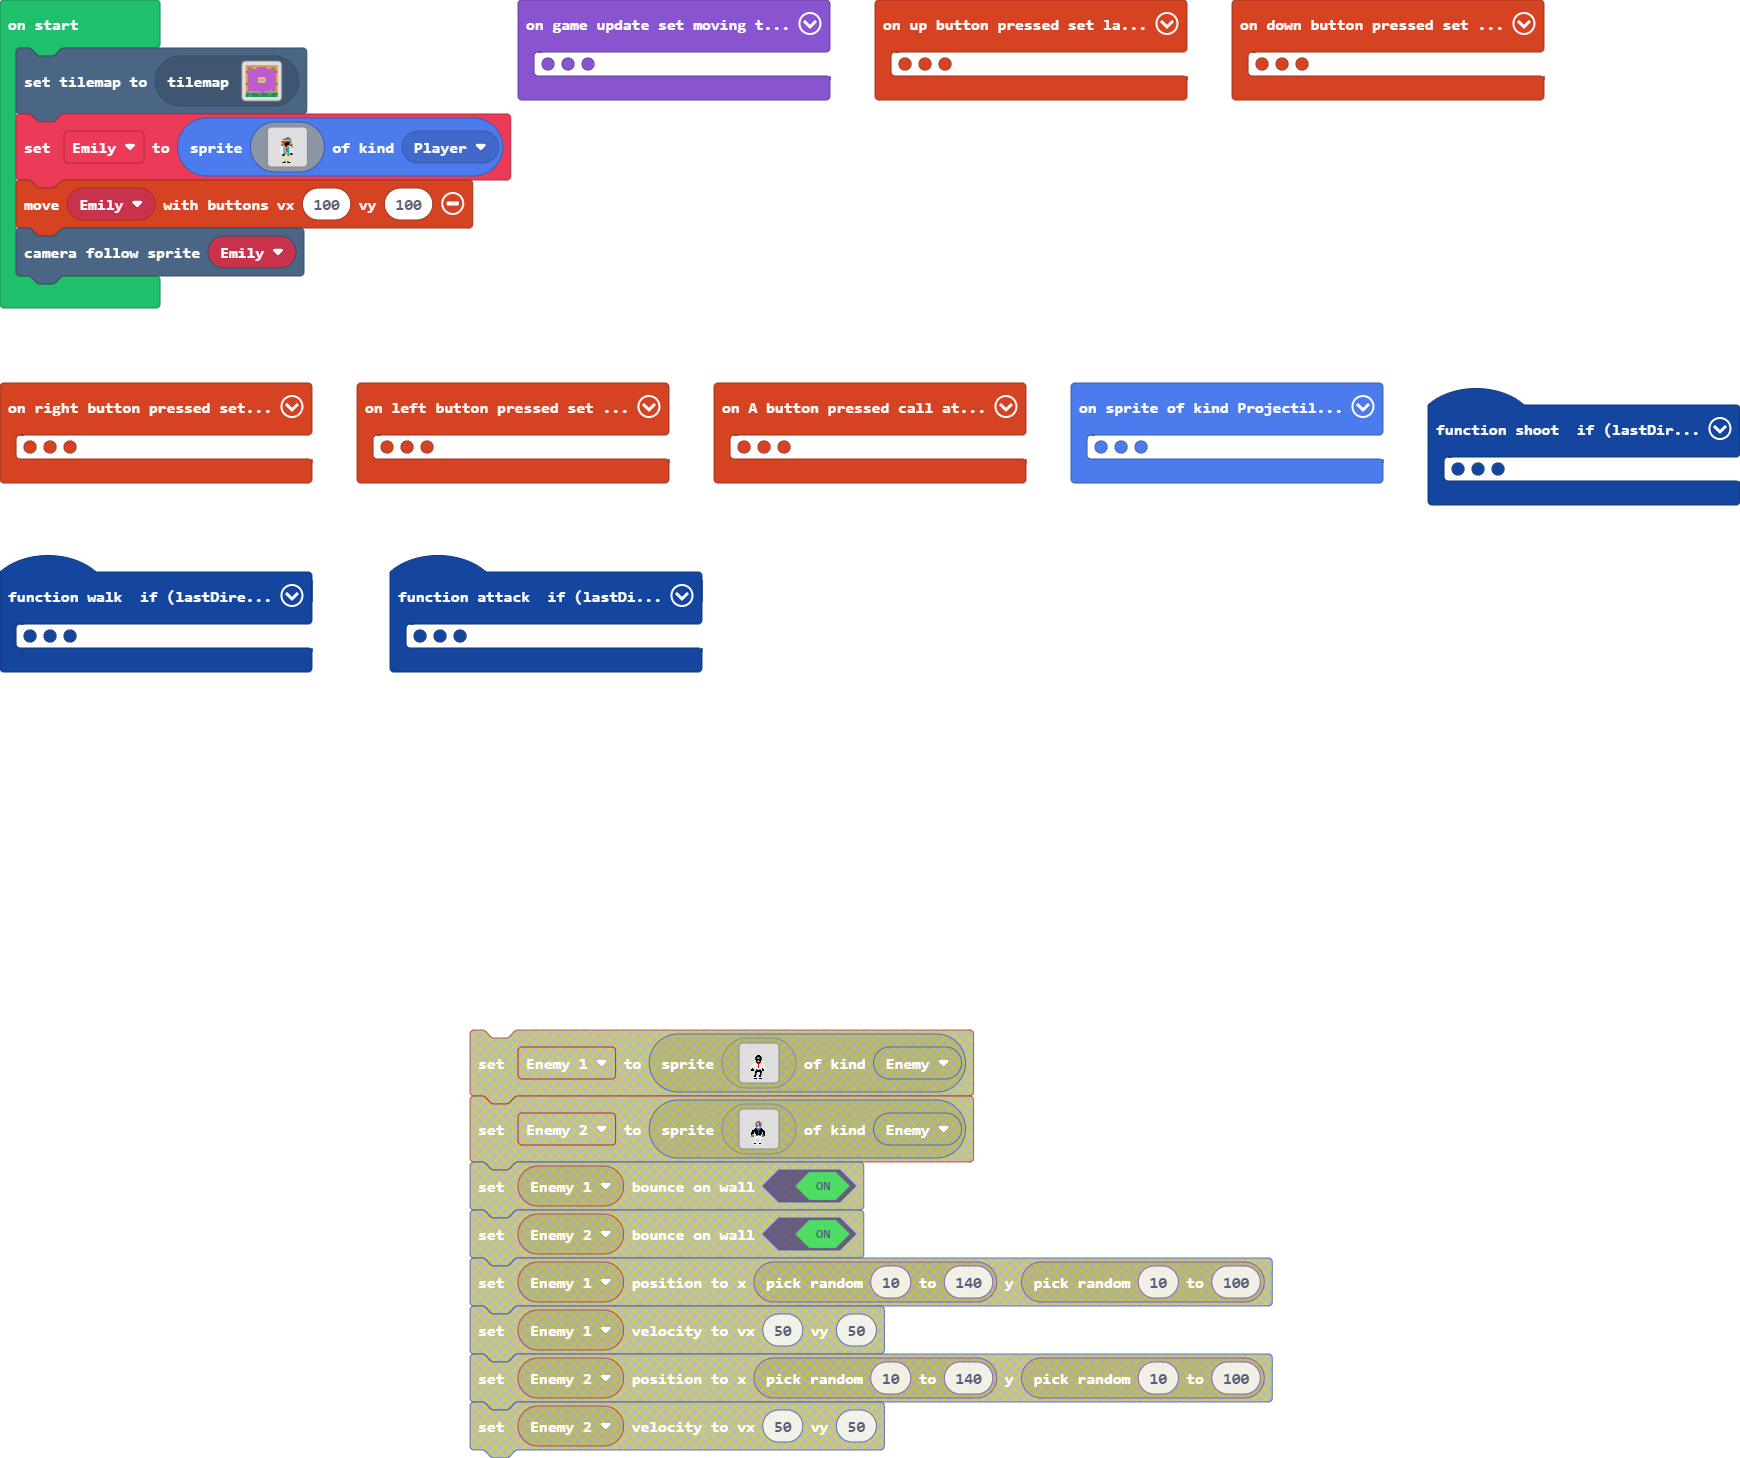 on start
set tilemap to tilemap
set Emily to sprite of kind Player
move Emily with buttons vx 100 vy 100
camera follow sprite Emily
on game update set moving t...
on up button pressed set la...
on down button pressed set ...
on right button pressed set...
on left button pressed set ...
on A button pressed call at...
on sprite of kind Projectil...
function shoot if (lastDir...
function walk if (lastDire...
function attack if (lastDi...
set Enemy 1 to sprite of kind Enemy
set Enemy 2 to sprite of kind Enemy
set Enemy 1 bounce on wall ON
set Enemy 2 bounce on wall ON
set Enemy 1 position to x pick random 10 to 140 y pick random 10 to 100
set Enemy 1 velocity to vx 50 vy 50
set Enemy 2 position to x pick random 10 to 140 y pick random 10 to 100
set Enemy 2 velocity to vx 50 vy 50